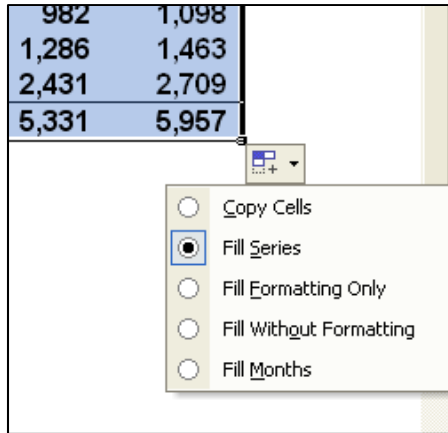 982 1,098
1,286 1,463
2,431 2,709
5,331 5,957
Copy Cells
Fill Series
Fill Formatting Only
Fill Without Formatting
Fill Months